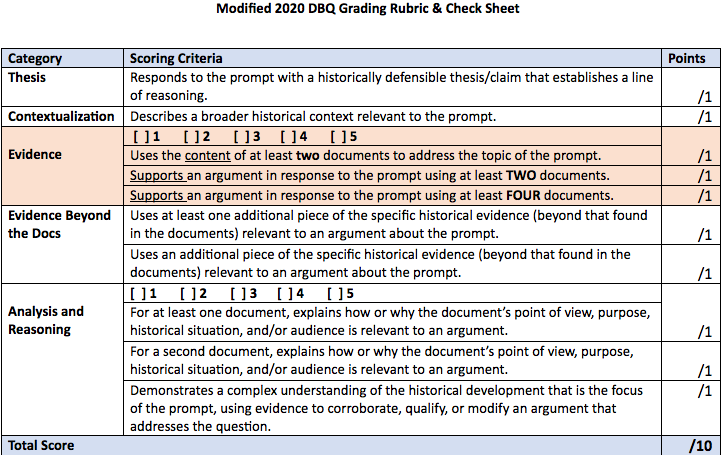 Modified 2020 DBQ Grading Rubric & Check Sheet
Category Scoring Criteria Points
Thesis Responds to the prompt with a historically defensible thesis/claim that establishes a line
of reasoning. /1
Contextualization Describes a broader historical context relevant to the prompt. /1
[ ]1 [ ]2 [ ]3 [ ]4 [ ]5
Evidence Uses the content of at least two documents to address the topic of the prompt. /1
Supports an argument in response to the prompt using at least TWO documents. /1
Supports an argument in response to the prompt using at least FOUR documents. /1
Evidence Beyond Uses at least one additional piece of the specific historical evidence (beyond that found
the Docs in the documents) relevant to an argument about the prompt. /1
Uses an additional piece of the specific historical evidence (beyond that found in the
documents) relevant to an argument about the prompt. /1
[ ]1 [ ]2 [ ]3 [ ]4 [ ]5
Analysis and For at least one document, explains how or why the document's point of view, purpose,
Reasoning historical situation, and/or audience is relevant to an argument. /1
For a second document, explains how or why the document's point of view, purpose,
historical situation, and/or audience is relevant to an argument. /1
Demonstrates a complex understanding of the historical development that is the focus /1
of the prompt, using evidence to corroborate, qualify, or modify an argument that
addresses the question.
Total Score /10